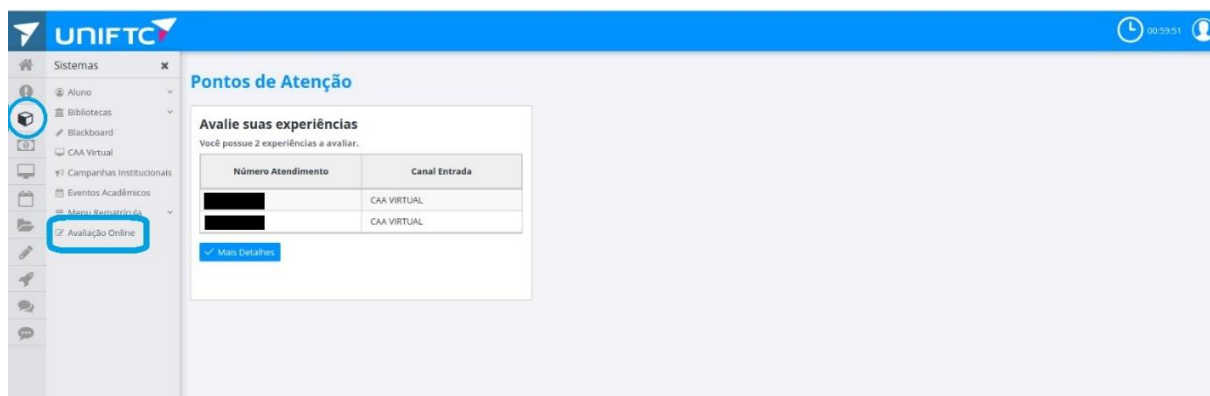 UNIFTC
00:59:51
Sistemas
Aluno
Bibliotecas
Blackboard
CAA Virtual
Campanhas Institucionais
Eventos Acadêmicos
Menu Rematrícula
Avaliação Online
Pontos de Atenção
Avalie suas experiências
Você possue 2 experiências a avaliar.
Número Atendimento Canal Entrada
CAA VIRTUAL
CAA VIRTUAL
Mais Detalhes